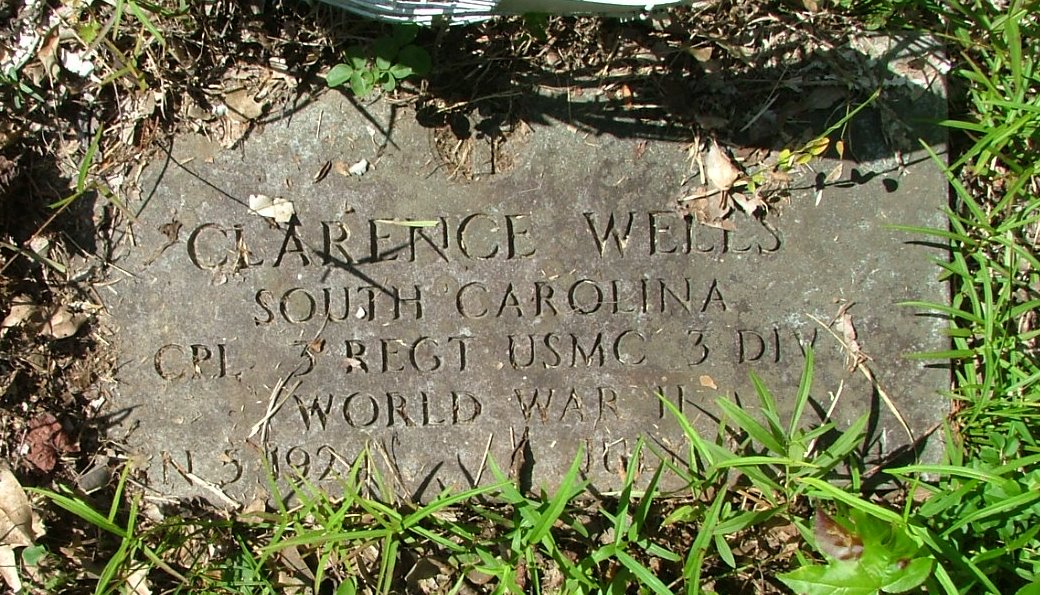 CLARENCE WELLS
SOUTH CAROLINA
CPL 3 REGT USMC 3 DIV
WORLD WAR II